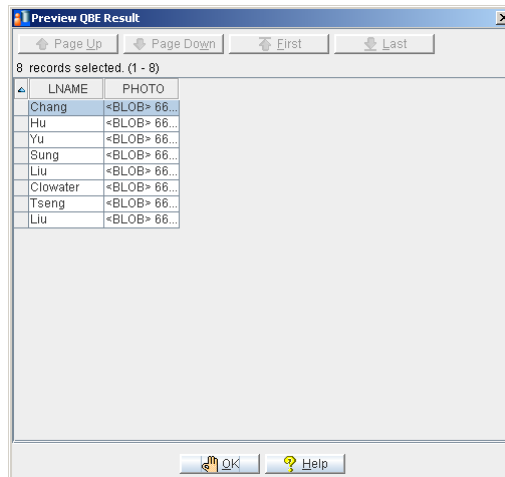 Preview QBE Result
Page Up Page Down First Last
8 records selected. (1 - 8)
LNAME PHOTO
Chang <BLOB> 66...
Hu <BLOB> 66...
Yu <BLOB> 66...
Sung <BLOB> 66...
Liu <BLOB> 66...
Clowater <BLOB> 66...
Tseng <BLOB> 66...
Liu <BLOB> 66...
OK Help